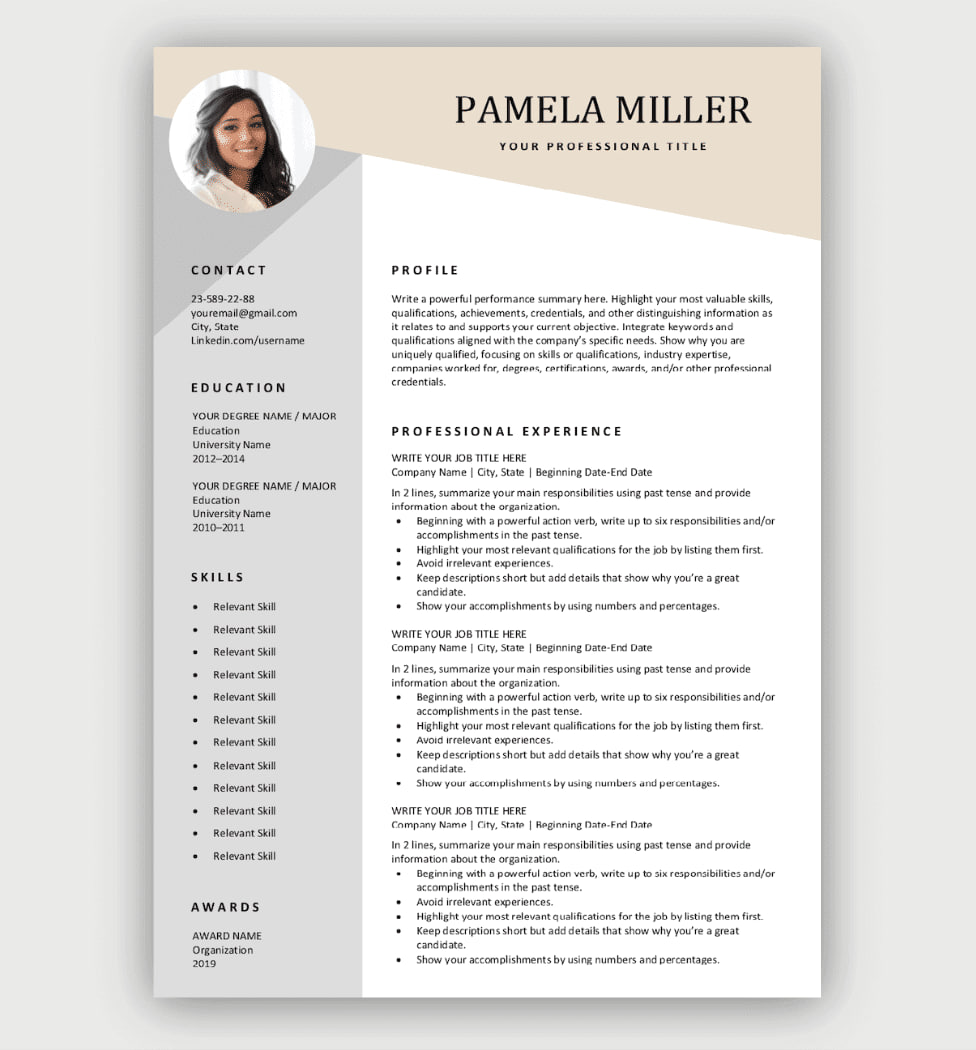 PAMELA MILLER
YOUR PROFESSIONAL TITLE
CONTACT
23-589-22-88
youremail@gmail.com
City, State
Linkedin.com/username
EDUCATION
YOUR DEGREE NAME / MAJOR
Education
University Name
2012–2014
YOUR DEGREE NAME / MAJOR
Education
University Name
2010–2011
SKILLS
• Relevant Skill
• Relevant Skill
• Relevant Skill
• Relevant Skill
• Relevant Skill
• Relevant Skill
• Relevant Skill
• Relevant Skill
• Relevant Skill
• Relevant Skill
• Relevant Skill
• Relevant Skill
AWARDS
AWARD NAME
Organization
2019
PROFILE
Write a powerful performance summary here. Highlight your most valuable skills,
qualifications, achievements, credentials, and other distinguishing information as
it relates to and supports your current objective. Integrate keywords and
qualifications aligned with the company’s specific needs. Show why you are
uniquely qualified, focusing on skills or qualifications, industry expertise,
companies worked for, degrees, certifications, awards, and/or other professional
credentials.
PROFESSIONAL EXPERIENCE
WRITE YOUR JOB TITLE HERE
Company Name | City, State | Beginning Date-End Date
In 2 lines, summarize your main responsibilities using past tense and provide
information about the organization.
• Beginning with a powerful action verb, write up to six responsibilities and/or
accomplishments in the past tense.
• Highlight your most relevant qualifications for the job by listing them first.
• Avoid irrelevant experiences.
• Keep descriptions short but add details that show why you’re a great
candidate.
• Show your accomplishments by using numbers and percentages.
WRITE YOUR JOB TITLE HERE
Company Name | City, State | Beginning Date-End Date
In 2 lines, summarize your main responsibilities using past tense and provide
information about the organization.
• Beginning with a powerful action verb, write up to six responsibilities and/or
accomplishments in the past tense.
• Highlight your most relevant qualifications for the job by listing them first.
• Avoid irrelevant experiences.
• Keep descriptions short but add details that show why you’re a great
candidate.
• Show your accomplishments by using numbers and percentages.
WRITE YOUR JOB TITLE HERE
Company Name | City, State | Beginning Date-End Date
In 2 lines, summarize your main responsibilities using past tense and provide
information about the organization.
• Beginning with a powerful action verb, write up to six responsibilities and/or
accomplishments in the past tense.
• Avoid irrelevant experiences.
• Highlight your most relevant qualifications for the job by listing them first.
• Keep descriptions short but add details that show why you’re a great
candidate.
• Show your accomplishments by using numbers and percentages.